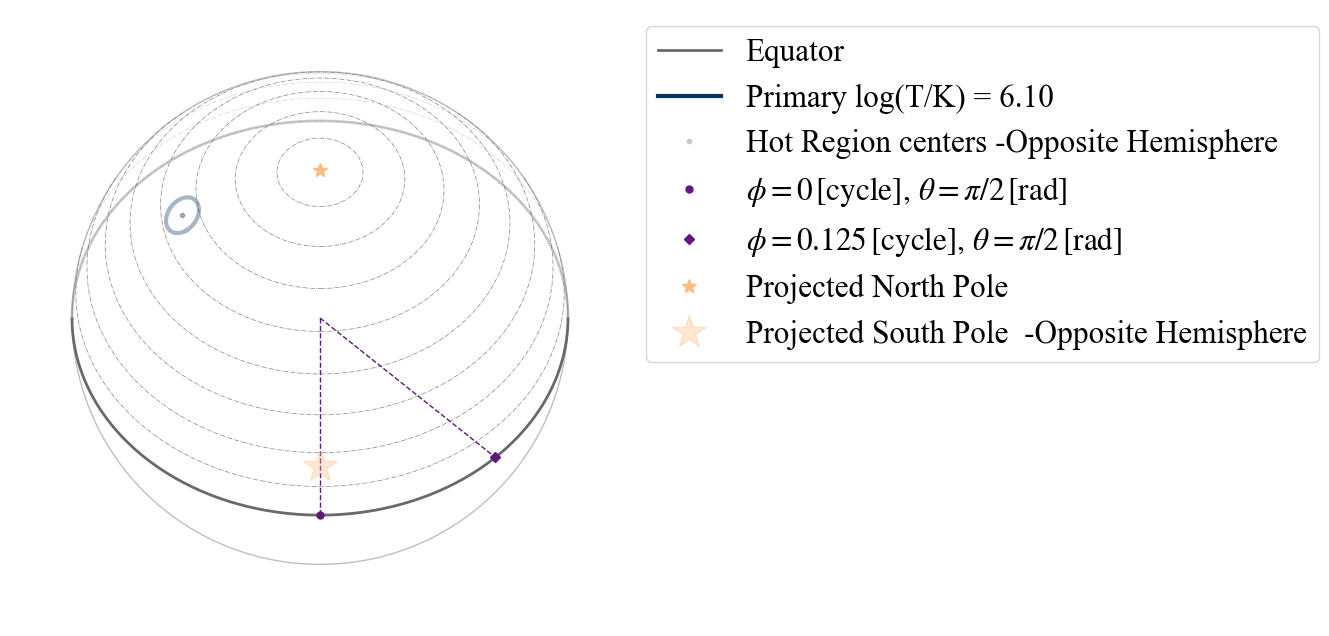 Equator
Primary log(T/K) = 6.10
Hot Region centers -Opposite Hemisphere
ϕ = 0 [cycle], θ = π/2 [rad]
ϕ = 0.125 [cycle], θ = π/2 [rad]
Projected North Pole
Projected South Pole  -Opposite Hemisphere